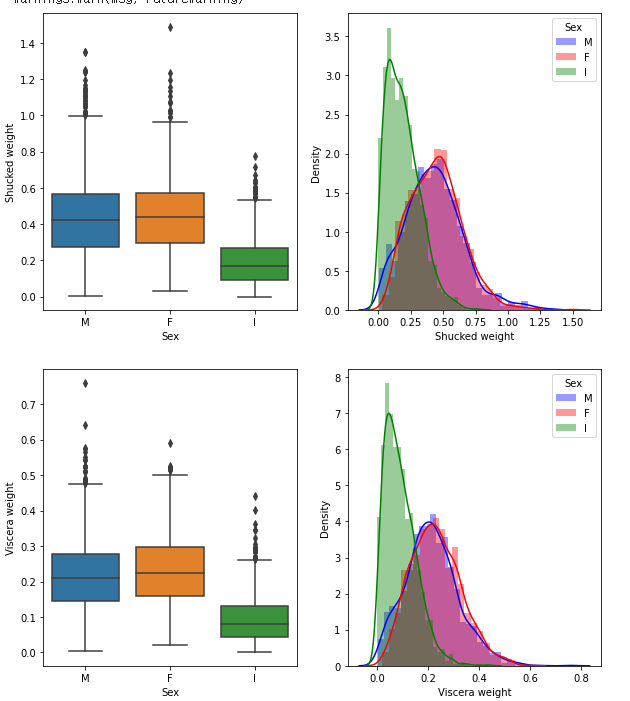 warnings.warn(msg, FutureWarning)
1.4
1.2
1.0
0.8
0.6
0.4
0.2
0.0
Shucked weight
M F I
Sex
3.5
3.0
2.5
2.0
1.5
1.0
0.5
0.0
Density
Sex
M
F
I
0.00 0.25 0.50 0.75 1.00 1.25 1.50
Shucked weight
0.7
0.6
0.5
0.4
0.3
0.2
0.1
0.0
Viscera weight
M F I
Sex
8
7
6
5
4
3
2
1
0
Density
Sex
M
F
I
0.0 0.2 0.4 0.6 0.8
Viscera weight